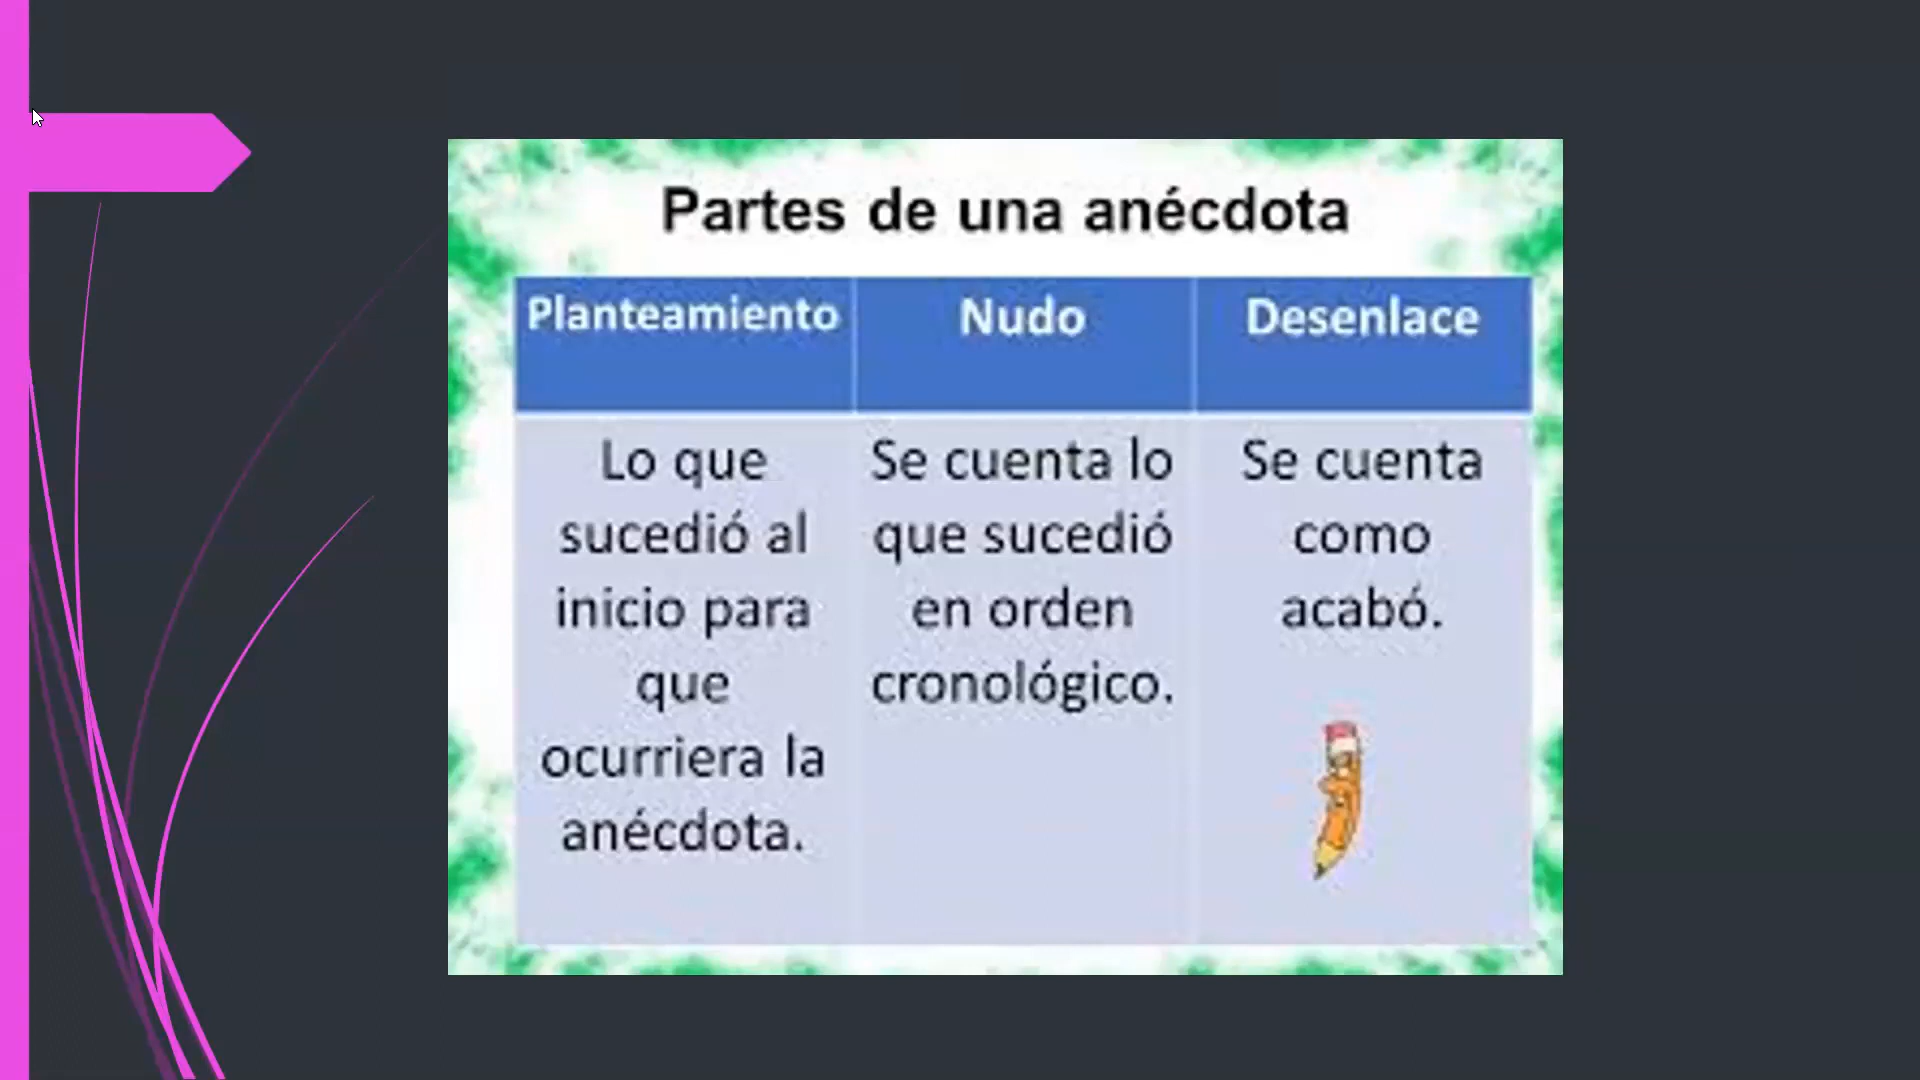 Partes de una anécdota
Planteamiento
Nudo
Desenlace
Lo que
sucedió al
inicio para
que
ocurriera la
anécdota.
Se cuenta lo
que sucedió
en orden
cronológico.
Se cuenta
como
acabó.